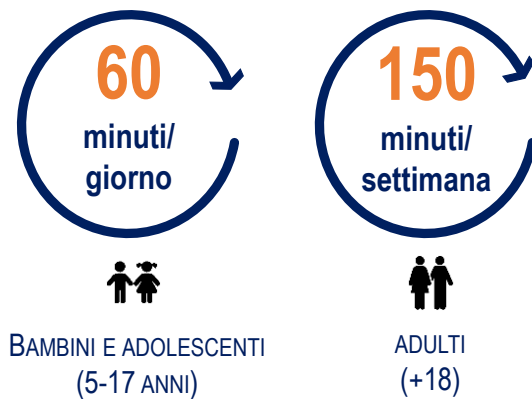 60
minuti/
giorno
BAMBINI E ADOLESCENTI
(5-17 ANNI)
150
minuti/
settimana
ADULTI
(+18)